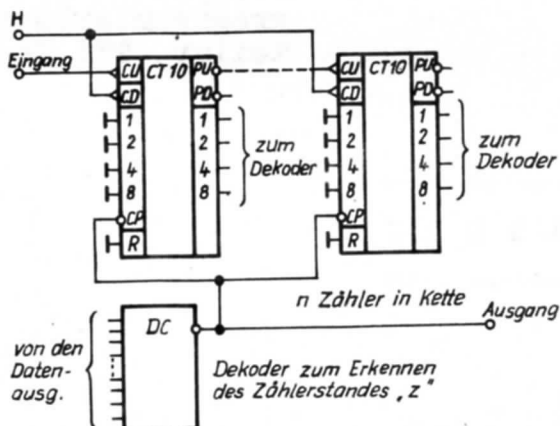 H
Eingang
CU CT10 PU
CD PD
1 1
2 2
4 4
8 8
CP
R
zum
Dekoder
CU CT10 PU
CD PD
1 1
2 2
4 4
8 8
CP
R
zum
Dekoder
n Zähler in Kette
Ausgang
von den
Daten-
ausg.
DC
Dekoder zum Erkennen
des Zählerstandes „z"